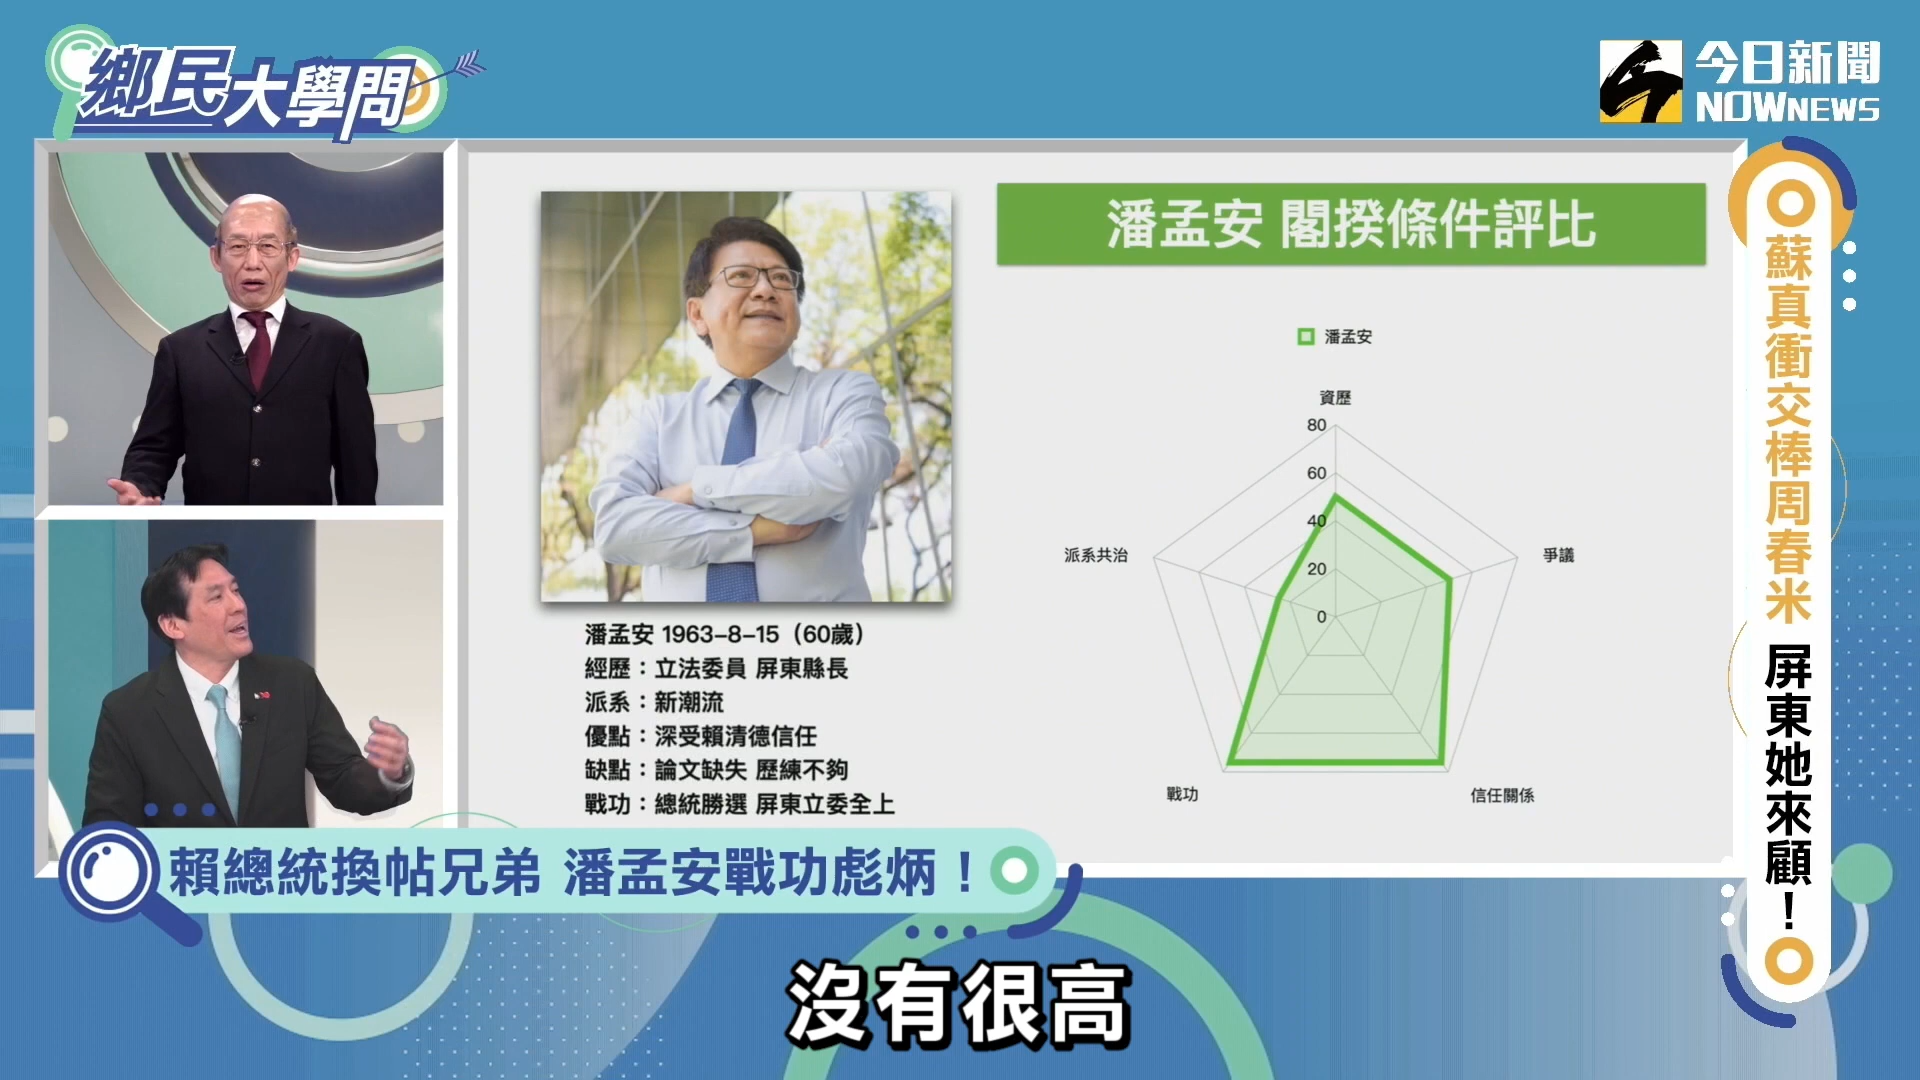 鄉民大學問
今日新聞
NOWNEWS
潘孟安 閣揆條件評比
潘孟安
資歷
80
60
40
20
0
爭議
信任關係
戰功
派系共治
潘孟安 1963-8-15（60歲）
經歷：立法委員 屏東縣長
派系：新潮流
優點：深受賴清德信任
缺點：論文缺失 歷練不夠
戰功：總統勝選 屏東立委全上
蘇真衝交棒周春米 屏東她來顧！
賴總統換帖兄弟 潘孟安戰功彪炳！
沒有很高